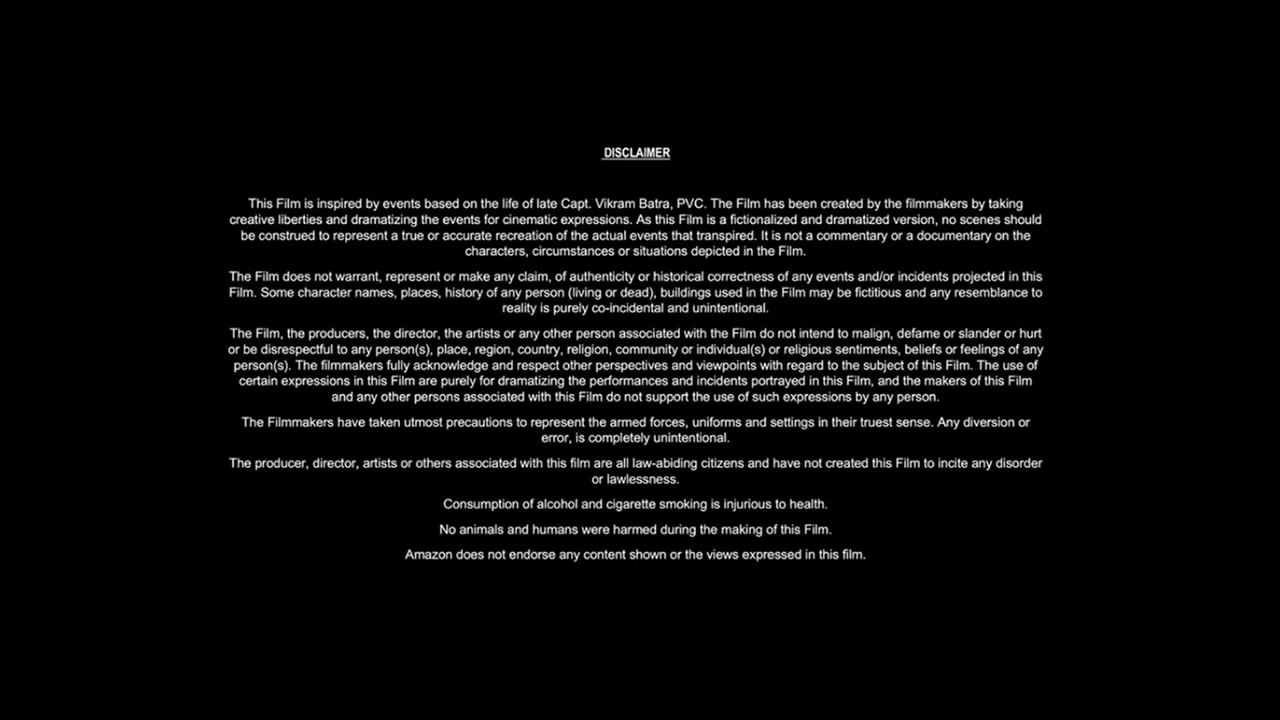 DISCLAIMER
This Film is inspired by events based on the life of late Capt. Vikram Batra, PVC. The Film has been created by the filmmakers by taking
creative liberties and dramatizing the events for cinematic expressions. As this Film is a fictionalized and dramatized version, no scenes should
be construed to represent a true or accurate recreation of the actual events that transpired. It is not a commentary or a documentary on the
characters, circumstances or situations depicted in the Film.
The Film does not warrant, represent or make any claim, of authenticity or historical correctness of any events and/or incidents projected in this
Film. Some character names, places, history of any person (living or dead), buildings used in the Film may be fictitious and any resemblance to
reality is purely co-incidental and unintentional.
The Film, the producers, the director, the artists or any other person associated with the Film do not intend to malign, defame or slander or hurt
or be disrespectful to any person(s), place, region, country, religion, community or individual(s) or religious sentiments, beliefs or feelings of any
person(s). The filmmakers fully acknowledge and respect other perspectives and viewpoints with regard to the subject of this Film. The use of
certain expressions in this Film are purely for dramatizing the performances and incidents portrayed in this Film, and the makers of this Film
and any other persons associated with this Film do not support the use of such expressions by any person.
The Filmmakers have taken utmost precautions to represent the armed forces, uniforms and settings in their truest sense. Any diversion or
error, is completely unintentional.
The producer, director, artists or others associated with this film are all law-abiding citizens and have not created this Film to incite any disorder
or lawlessness.
Consumption of alcohol and cigarette smoking is injurious to health.
No animals and humans were harmed during the making of this Film.
Amazon does not endorse any content shown or the views expressed in this film.